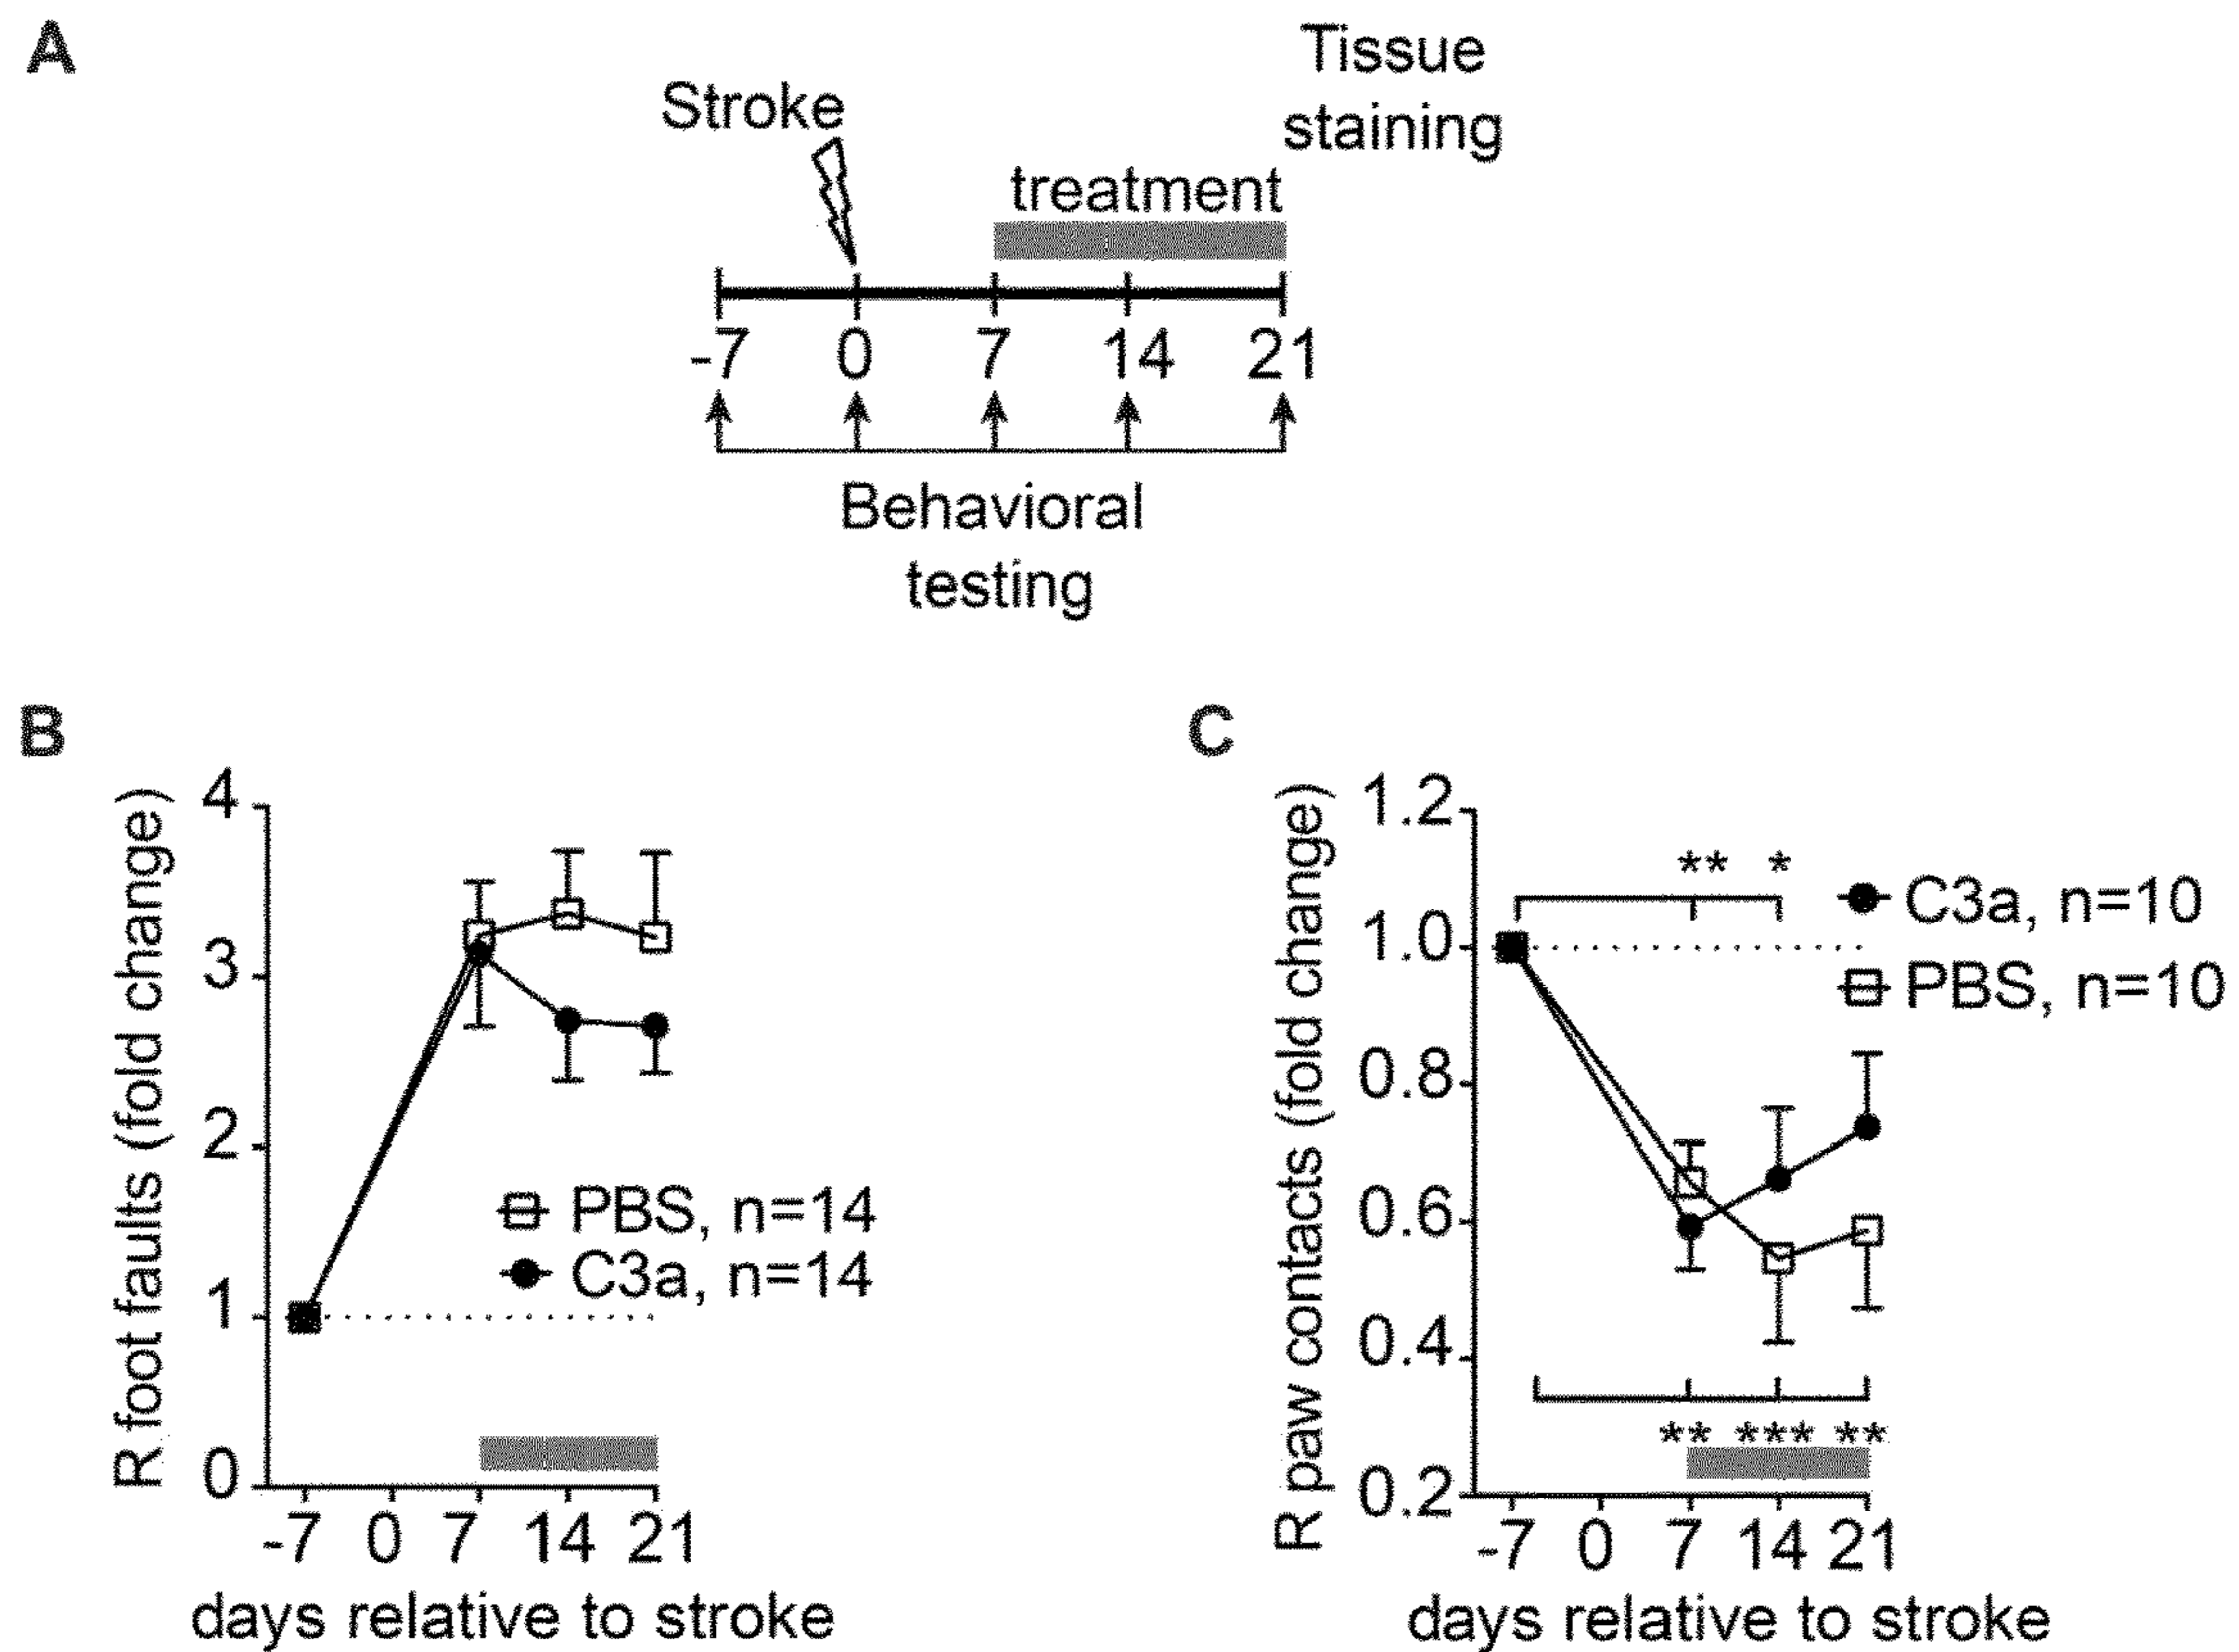 A
Stroke
Tissue
staining
treatment
-7 0 7 14 21
Behavioral
testing
B
R foot faults (fold change)
4
3
2
1
0
PBS, n=14
C3a, n=14
-7 0 7 14 21
days relative to stroke
C
R paw contacts (fold change)
1.2
1.0
0.8
0.6
0.4
0.2
** *
C3a, n=10
PBS, n=10
** *** **
-7 0 7 14 21
days relative to stroke